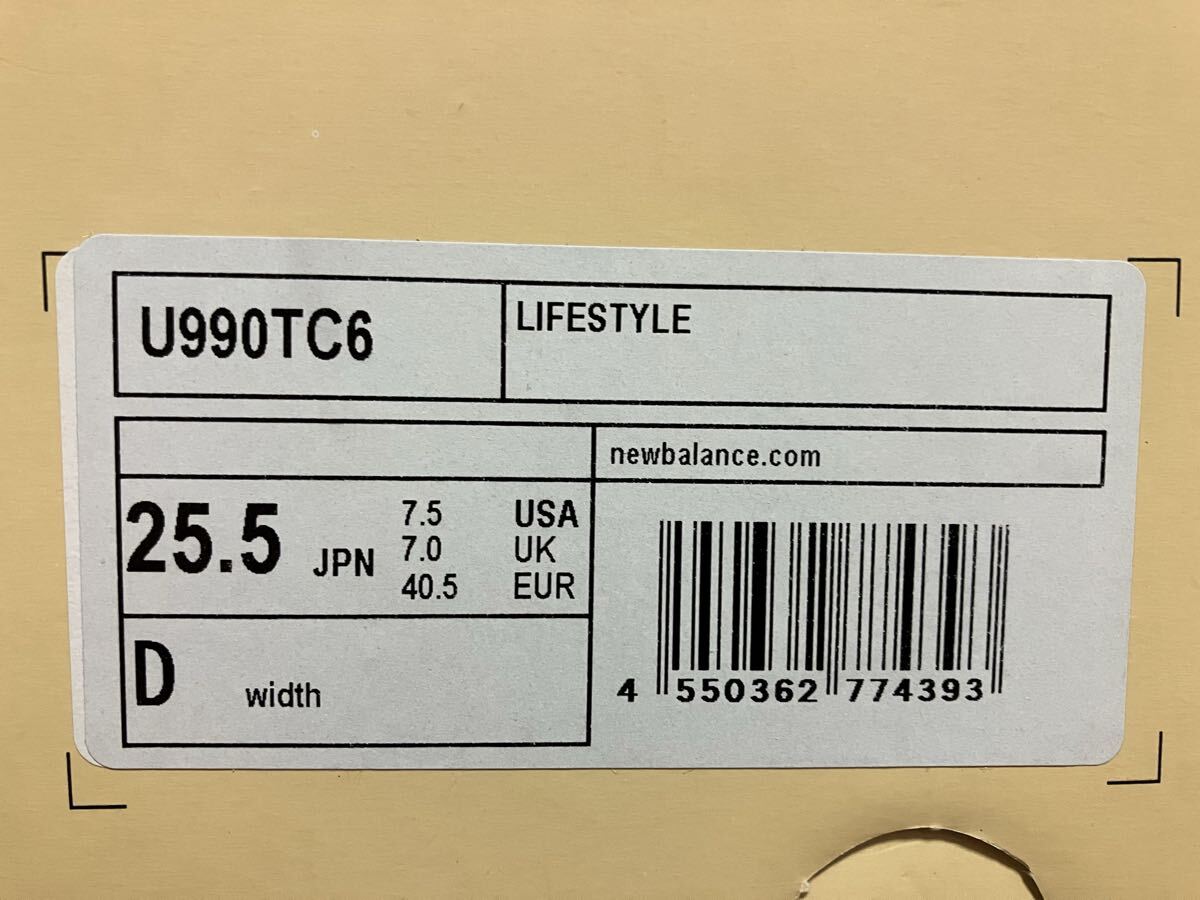 U990TC6
LIFESTYLE
newbalance.com
25.5 JPN
7.5 USA
7.0 UK
40.5 EUR
D width
4 550362 774393